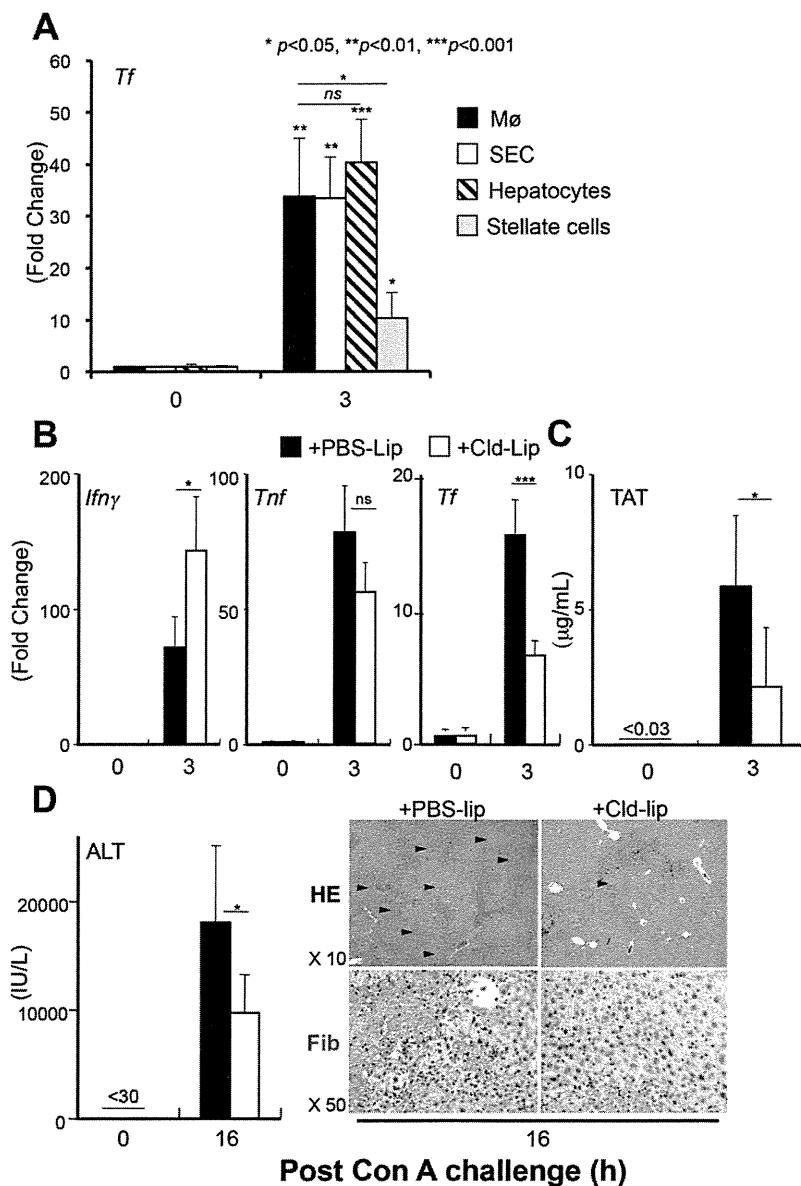 A
* p<0.05, **p<0.01, ***p<0.001
Tf
(Fold Change)
60
50
40
30
20
10
0
*
ns
**
**
***
*
0
3
Mø
SEC
Hepatocytes
Stellate cells
B
+PBS-Lip
+Cld-Lip
C
(Fold Change)
200
100
0
Ifnγ
*
0
3
100
50
0
Tnf
ns
0
3
20
10
0
Tf
***
0
3
(µg/mL)
10
5
0
TAT
*
<0.03
0
3
D
ALT
(IU/L)
20000
10000
0
*
<30
0
16
+PBS-lip
+Cld-lip
HE
X 10
Fib
X 50
16
Post Con A challenge (h)